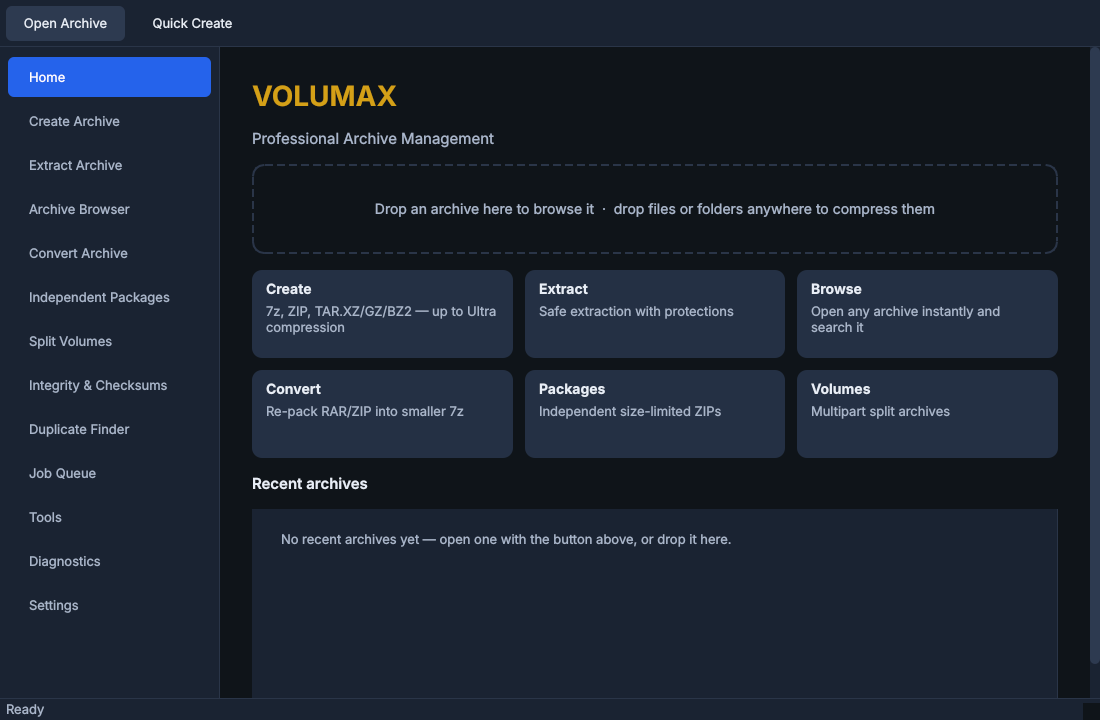 Open Archive
Quick Create
Home
Create Archive
Extract Archive
Archive Browser
Convert Archive
Independent Packages
Split Volumes
Integrity & Checksums
Duplicate Finder
Job Queue
Tools
Diagnostics
Settings
VOLUMAX
Professional Archive Management
Drop an archive here to browse it · drop files or folders anywhere to compress them
Create
7z, ZIP, TAR.XZ/GZ/BZ2 — up to Ultra
compression
Extract
Safe extraction with protections
Browse
Open any archive instantly and
search it
Convert
Re-pack RAR/ZIP into smaller 7z
Packages
Independent size-limited ZIPs
Volumes
Multipart split archives
Recent archives
No recent archives yet — open one with the button above, or drop it here.
Ready